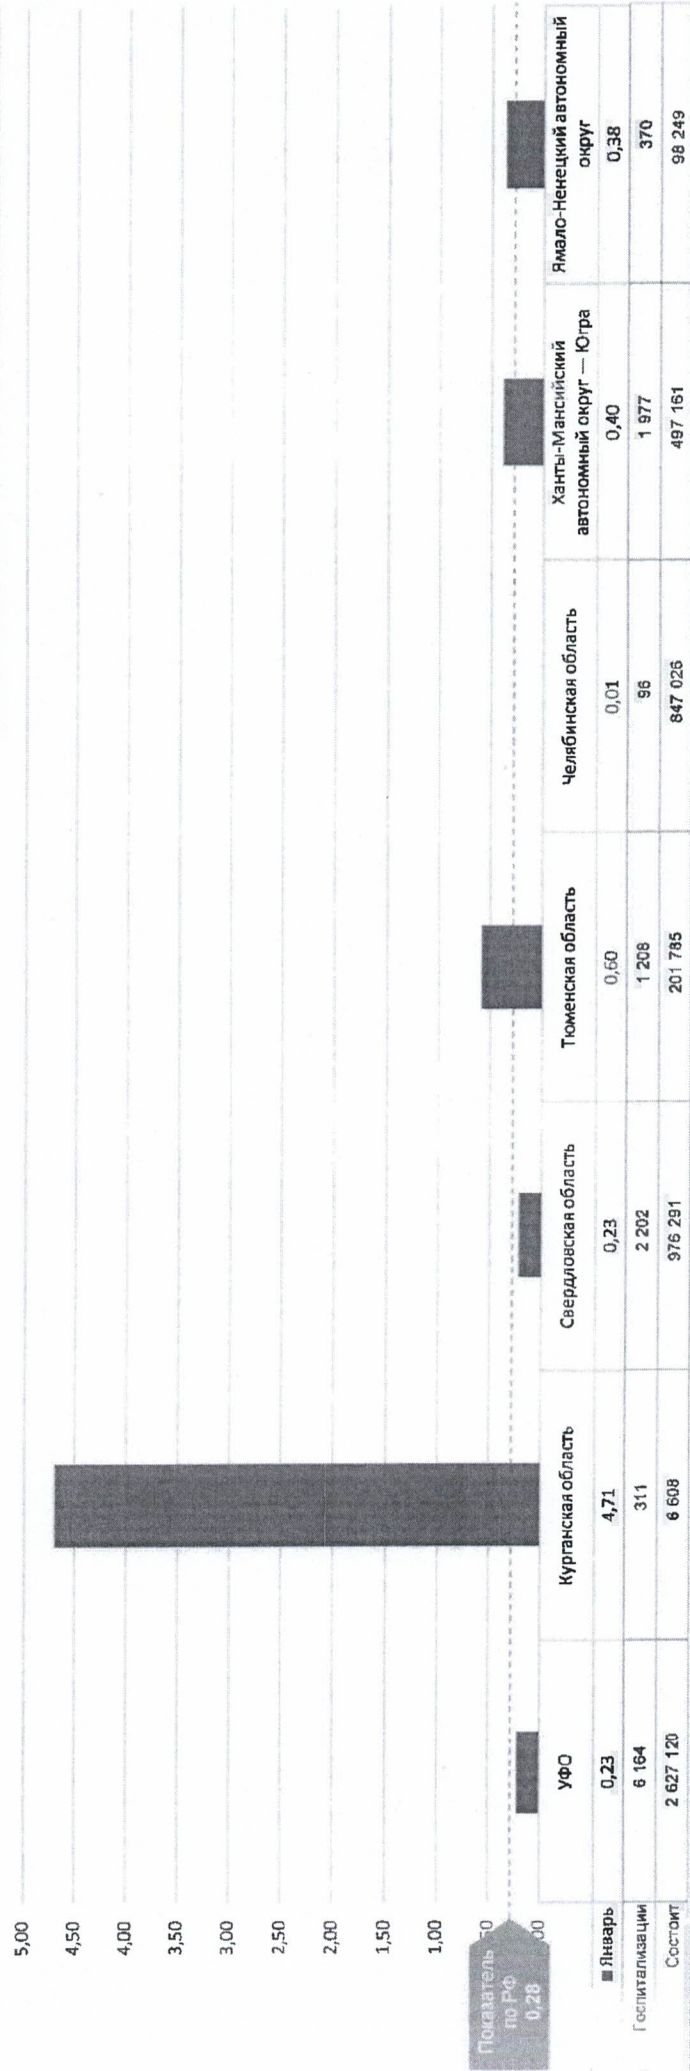 5,00
4,50
4,00
3,50
3,00
2,50
2,00
1,50
1,00
50
00
Показатель
по РФ
0,28
УФО
Курганская область
Свердловская область
Тюменская область
Челябинская область
Ханты-Мансийский
автономный округ — Югра
Ямало-Ненецкий автономный
округ
Январь 0,23 4,71 0,23 0,60 0,01 0,40 0,38
Госпитализации 6 164 311 2 202 1 208 96 1 977 370
Состоит 2 627 120 6 608 976 291 201 785 847 026 497 161 98 249